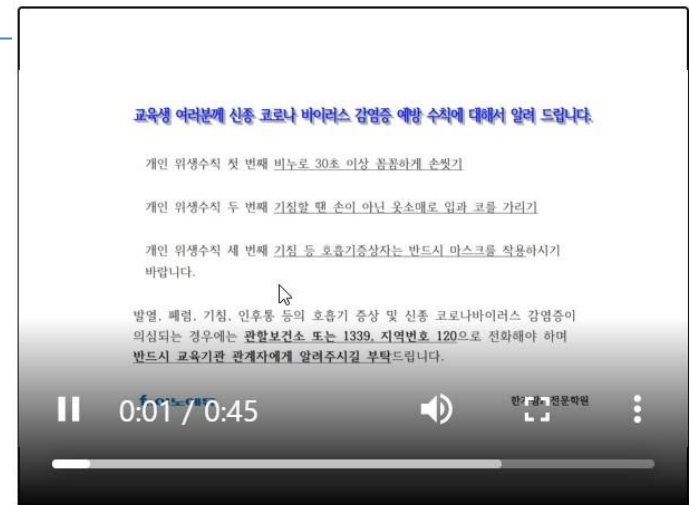 교육생 여러분께 신종 코로나 바이러스 감염증 예방 수칙에 대해서 알려 드립니다.
개인 위생수칙 첫 번째 비누로 30초 이상 꼼꼼하게 손씻기
개인 위생수칙 두 번째 기침할 땐 손이 아닌 옷소매로 입과 코를 가리기
개인 위생수칙 세 번째 기침 등 호흡기증상자는 반드시 마스크를 착용하시기
바랍니다.
발열, 폐렴, 기침, 인후통 등의 호흡기 증상 및 신종 코로나바이러스 감염증이
의심되는 경우에는 관할보건소 또는 1339, 지역번호 120으로 전화해야 하며
반드시 교육기관 관계자에게 알려주시길 부탁드립니다.
0:01 / 0:45